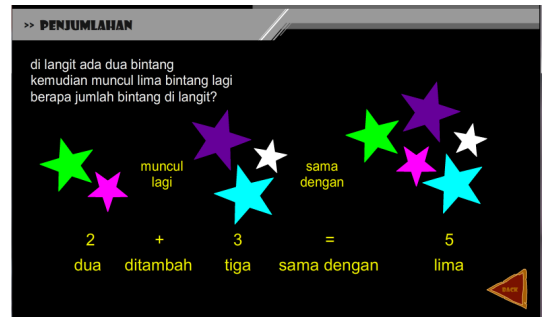 >> PENJUMLAHAN
di langit ada dua bintang
kemudian muncul lima bintang lagi
berapa jumlah bintang di langit?
muncul
lagi
sama
dengan
2 + 3 = 5
dua ditambah tiga sama dengan lima
BACK